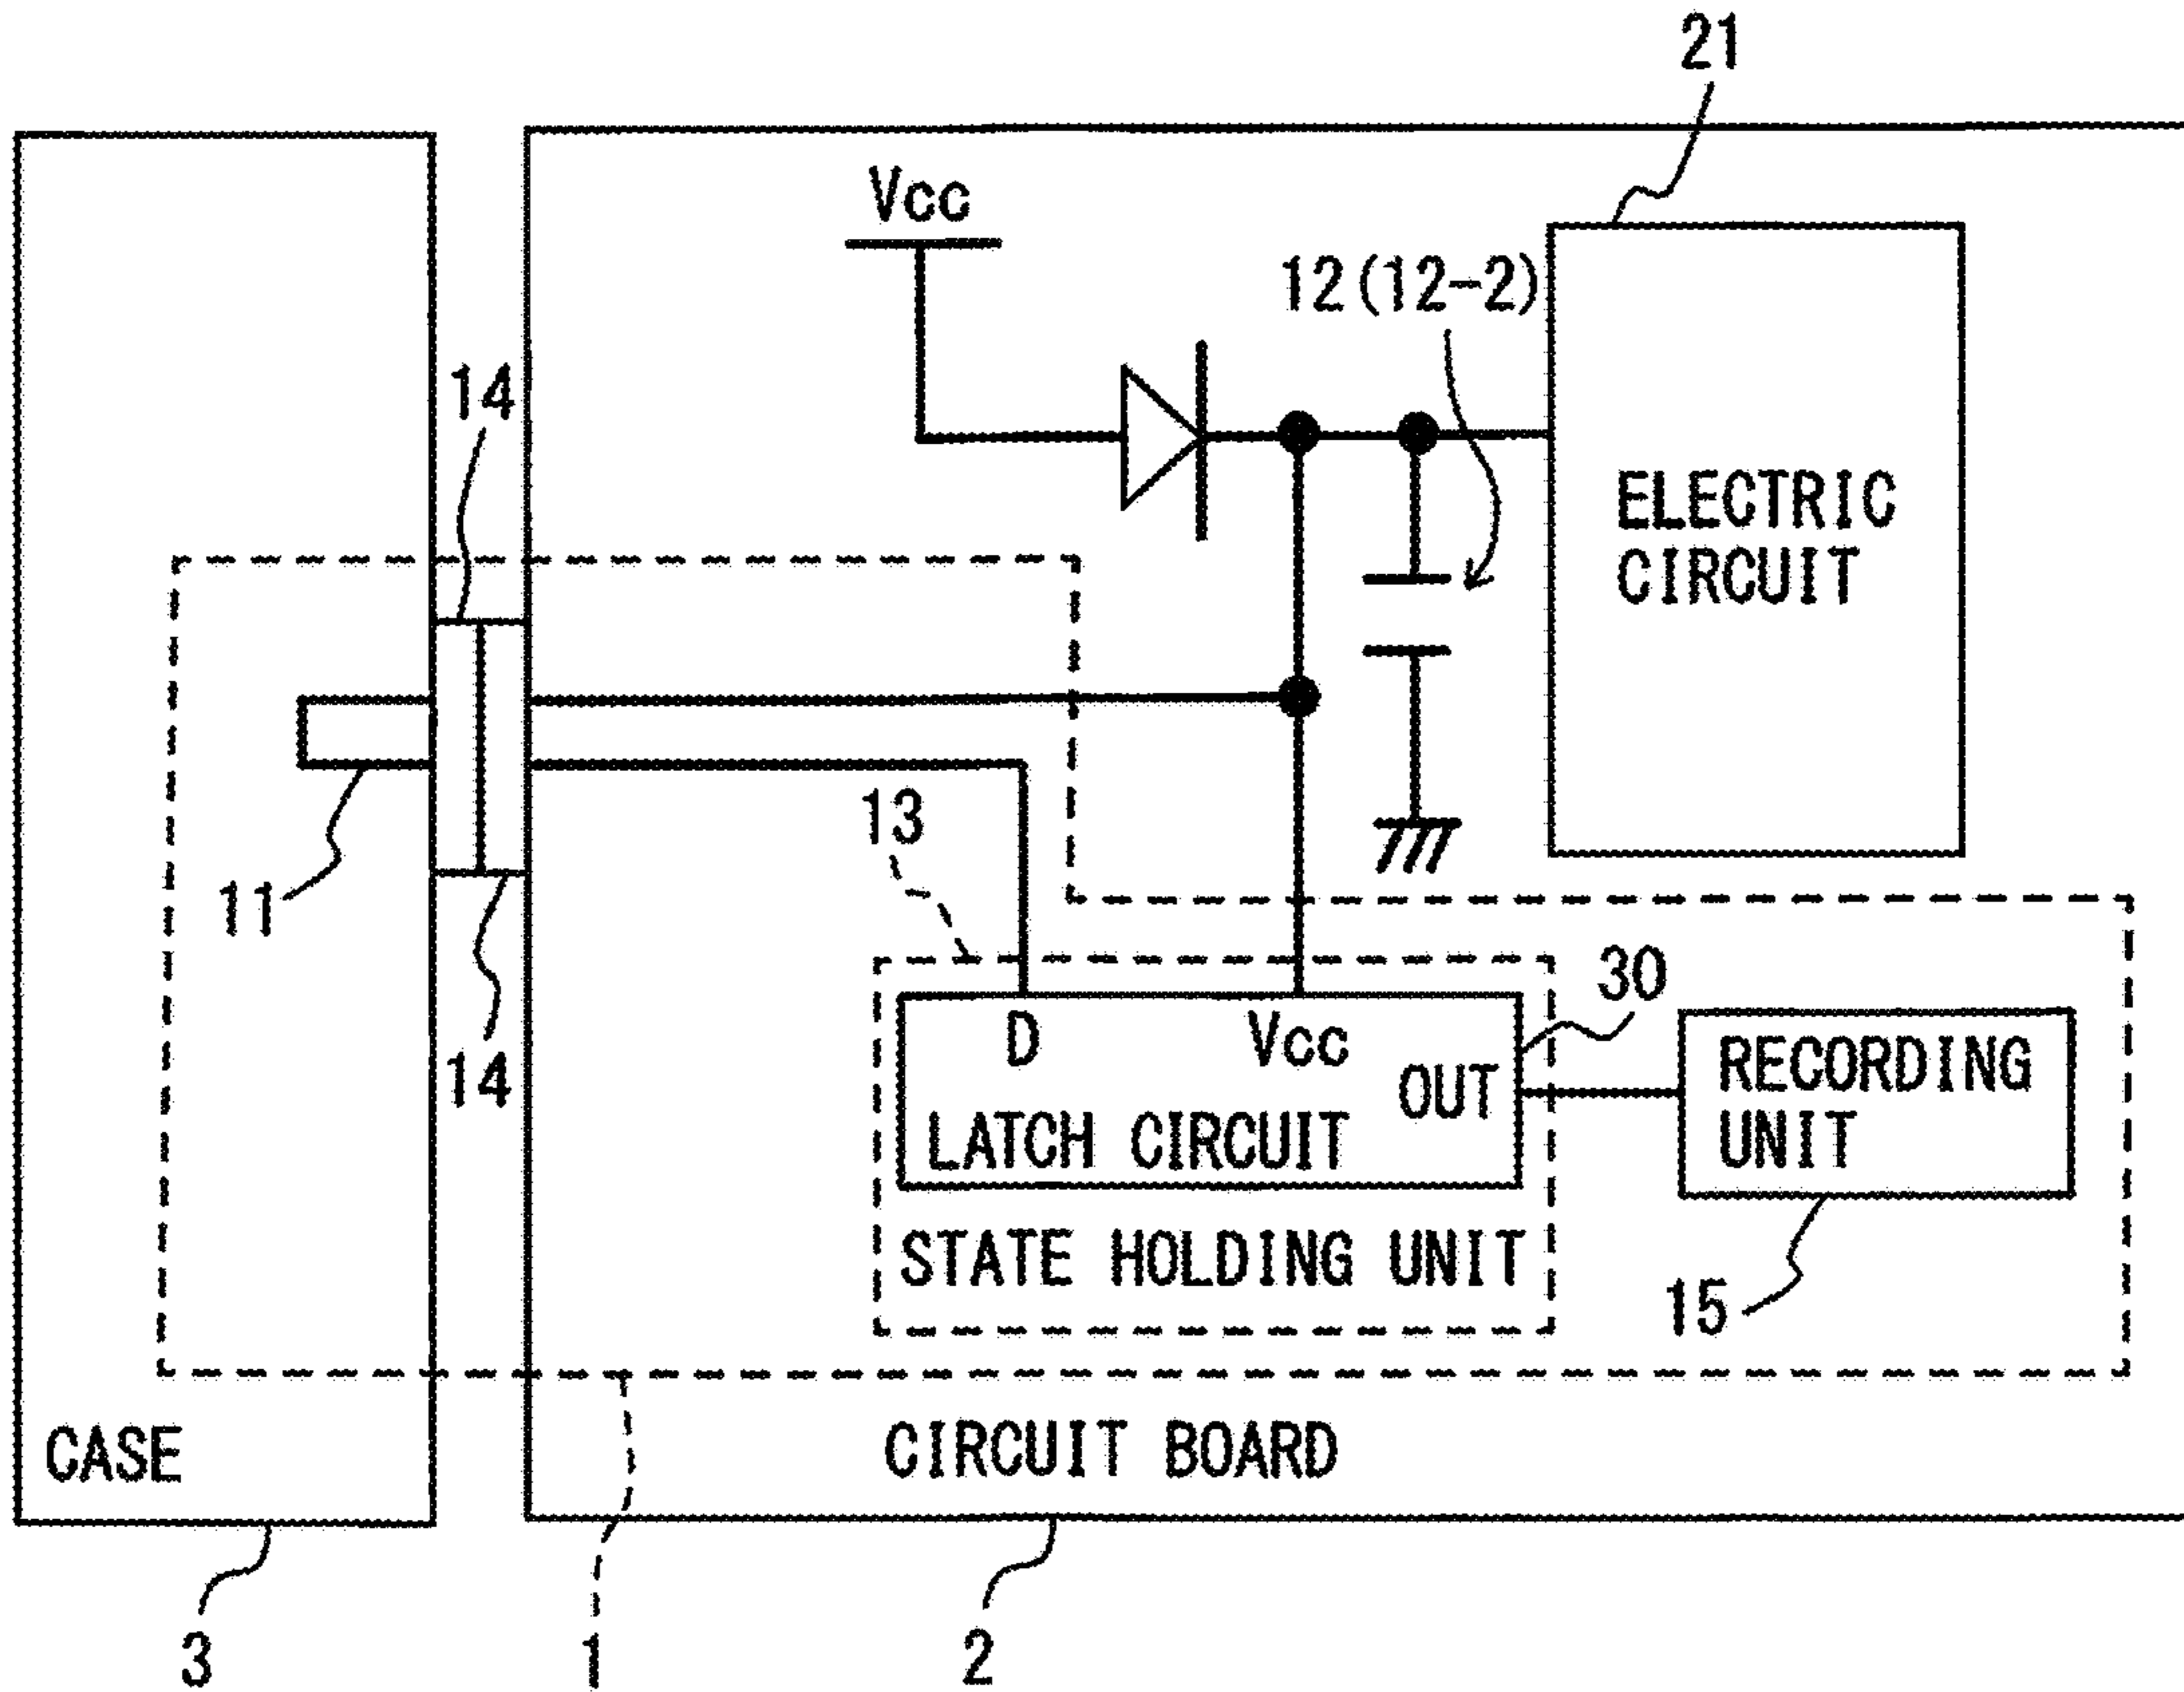 21
Vcc
12(12-2)
14
ELECTRIC
CIRCUIT
13
11
30
D
Vcc
OUT
LATCH CIRCUIT
RECORDING
UNIT
14
STATE HOLDING UNIT
15
CASE
CIRCUIT BOARD
3
1
2